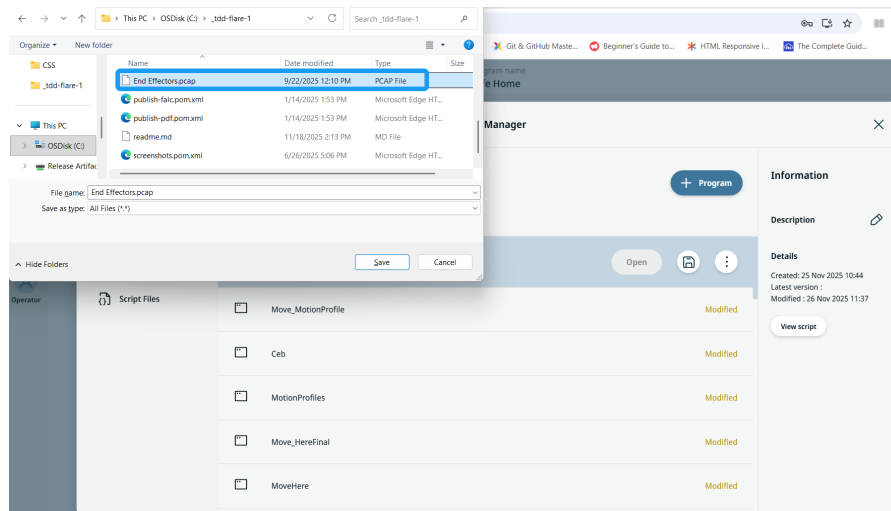 This PC > OSDisk (C:) > _tdd-flare-1
Search _tdd-flare-1
Organize
New folder
Name
Date modified
Type
Size
CSS
_tdd-flare-1
This PC
OSDisk (C:)
Release Artifac
End Effectors.pcap 9/22/2025 12:10 PM PCAP File
publish-falc.pom.xml 1/14/2025 1:53 PM Microsoft Edge HT...
publish-pdf.pom.xml 1/14/2025 1:53 PM Microsoft Edge HT...
readme.md 11/18/2025 2:13 PM MD File
screenshots.pom.xml 6/26/2025 5:06 PM Microsoft Edge HT...
File name: End Effectors.pcap
Save as type: All Files (*.*)
Hide Folders
Save
Cancel
Git & GitHub Maste...
Beginner's Guide to...
HTML Responsive I...
The Complete Guid...
gram name
e Home
Manager
+ Program
Open
Operator
Script Files
Move_MotionProfile Modified
Ceb Modified
MotionProfiles Modified
Move_HereFinal Modified
MoveHere Modified
Information
Description
Details
Created: 25 Nov 2025 10:44
Latest version :
Modified : 26 Nov 2025 11:37
View script